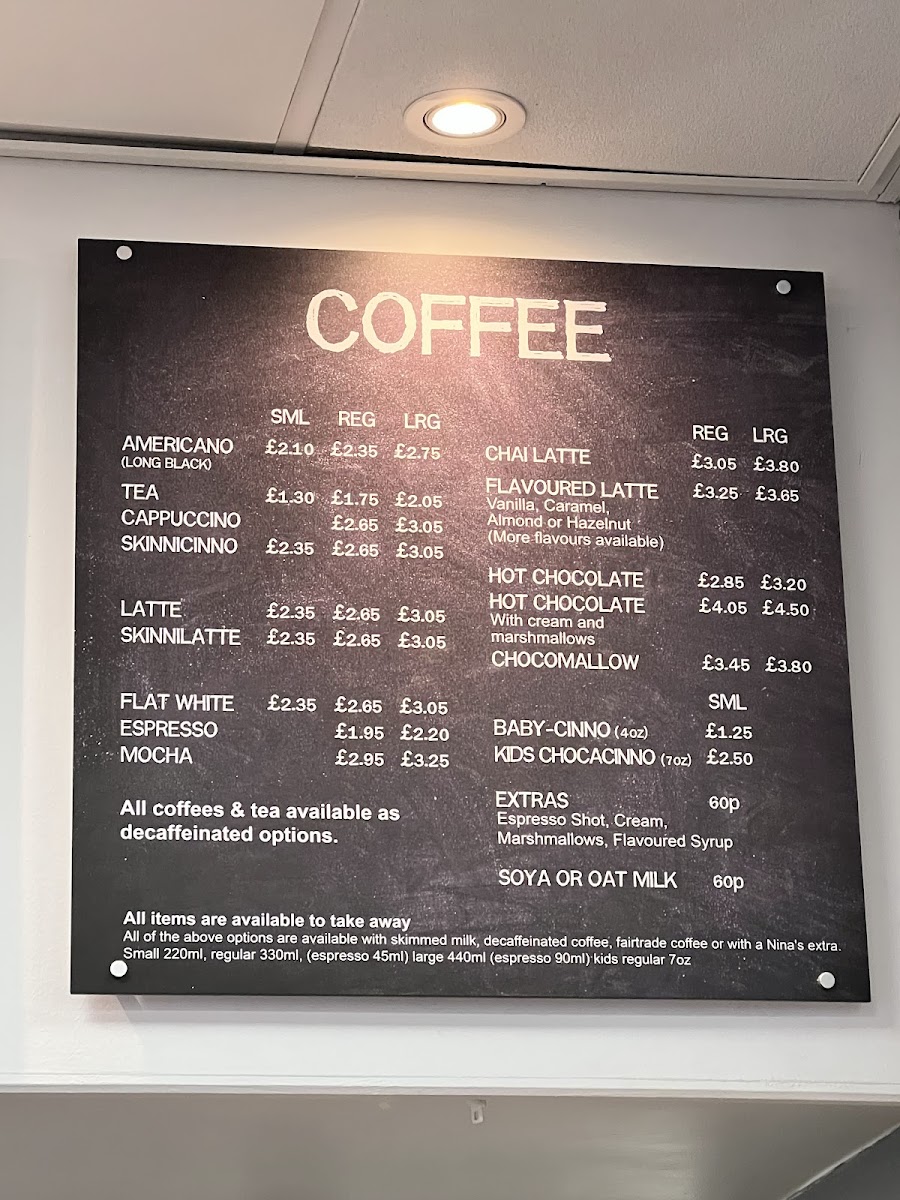 COFFEE
SML REG LRG
AMERICANO £2.10 £2.35 £2.75
(LONG BLACK)
TEA £1.30 £1.75 £2.05
CAPPUCCINO £2.65 £3.05
SKINNICINNO £2.35 £2.65 £3.05
LATTE £2.35 £2.65 £3.05
SKINNILATTE £2.35 £2.65 £3.05
FLAT WHITE £2.35 £2.65 £3.05
ESPRESSO £1.95 £2.20
MOCHA £2.95 £3.25
All coffees & tea available as
decaffeinated options.
REG LRG
CHAI LATTE £3.05 £3.80
FLAVOURED LATTE £3.25 £3.65
Vanilla, Caramel,
Almond or Hazelnut
(More flavours available)
HOT CHOCOLATE £2.85 £3.20
HOT CHOCOLATE £4.05 £4.50
With cream and
marshmallows
CHOCOMALLOW £3.45 £3.80
SML
BABY-CINNO (4oz) £1.25
KIDS CHOCACINNO (7oz) £2.50
EXTRAS 60p
Espresso Shot, Cream,
Marshmallows, Flavoured Syrup
SOYA OR OAT MILK 60p
All items are available to take away
All of the above options are available with skimmed milk, decaffeinated coffee, fairtrade coffee or with a Nina's extra.
Small 220ml, regular 330ml, (espresso 45ml) large 440ml (espresso 90ml) kids regular 7oz